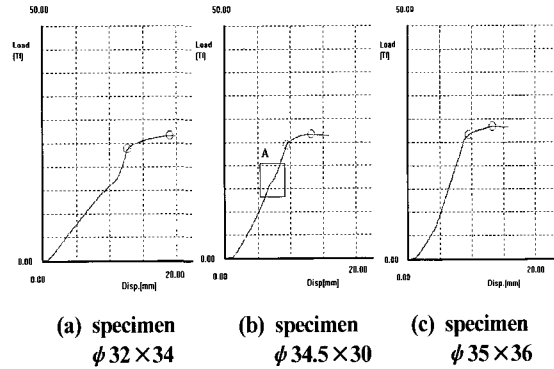 50.00
Load
[Tf]
0.00
0.00
20.00
Disp.[mm]
50.00
Load
[Tf]
A
0.00
0.00
20.00
Disp.[mm]
50.00
Load
[Tf]
0.00
0.00
20.00
Disp.[mm]
(a) specimen
ϕ 32×34
(b) specimen
ϕ 34.5×30
(c) specimen
ϕ 35×36